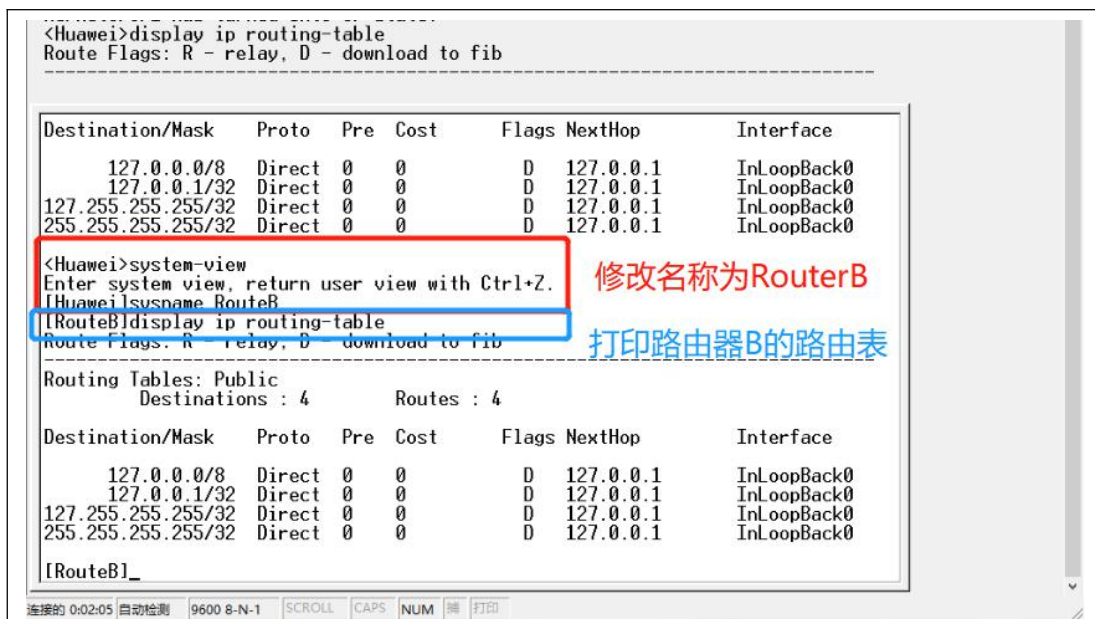 <Huawei>display ip routing-table
Route Flags: R - relay, D - download to fib
------------------------------------------------------------------------------
Destination/Mask    Proto   Pre  Cost      Flags NextHop         Interface
127.0.0.0/8   Direct  0    0           D   127.0.0.1       InLoopBack0
127.0.0.1/32  Direct  0    0           D   127.0.0.1       InLoopBack0
127.255.255.255/32  Direct  0    0           D   127.0.0.1       InLoopBack0
255.255.255.255/32  Direct  0    0           D   127.0.0.1       InLoopBack0
<Huawei>system-view
Enter system view, return user view with Ctrl+Z.
修改名称为RouterB
[Huawei]sysname RouteB
[RouteB]display ip routing-table
Route Flags: R - relay, D - download to fib
打印路由器B的路由表
------------------------------------------------------------------------------
Routing Tables: Public
Destinations : 4        Routes : 4
Destination/Mask    Proto   Pre  Cost      Flags NextHop         Interface
127.0.0.0/8   Direct  0    0           D   127.0.0.1       InLoopBack0
127.0.0.1/32  Direct  0    0           D   127.0.0.1       InLoopBack0
127.255.255.255/32  Direct  0    0           D   127.0.0.1       InLoopBack0
255.255.255.255/32  Direct  0    0           D   127.0.0.1       InLoopBack0
[RouteB]_
连接的 0:02:05 自动检测 9600 8-N-1 SCROLL CAPS NUM 捕 打印